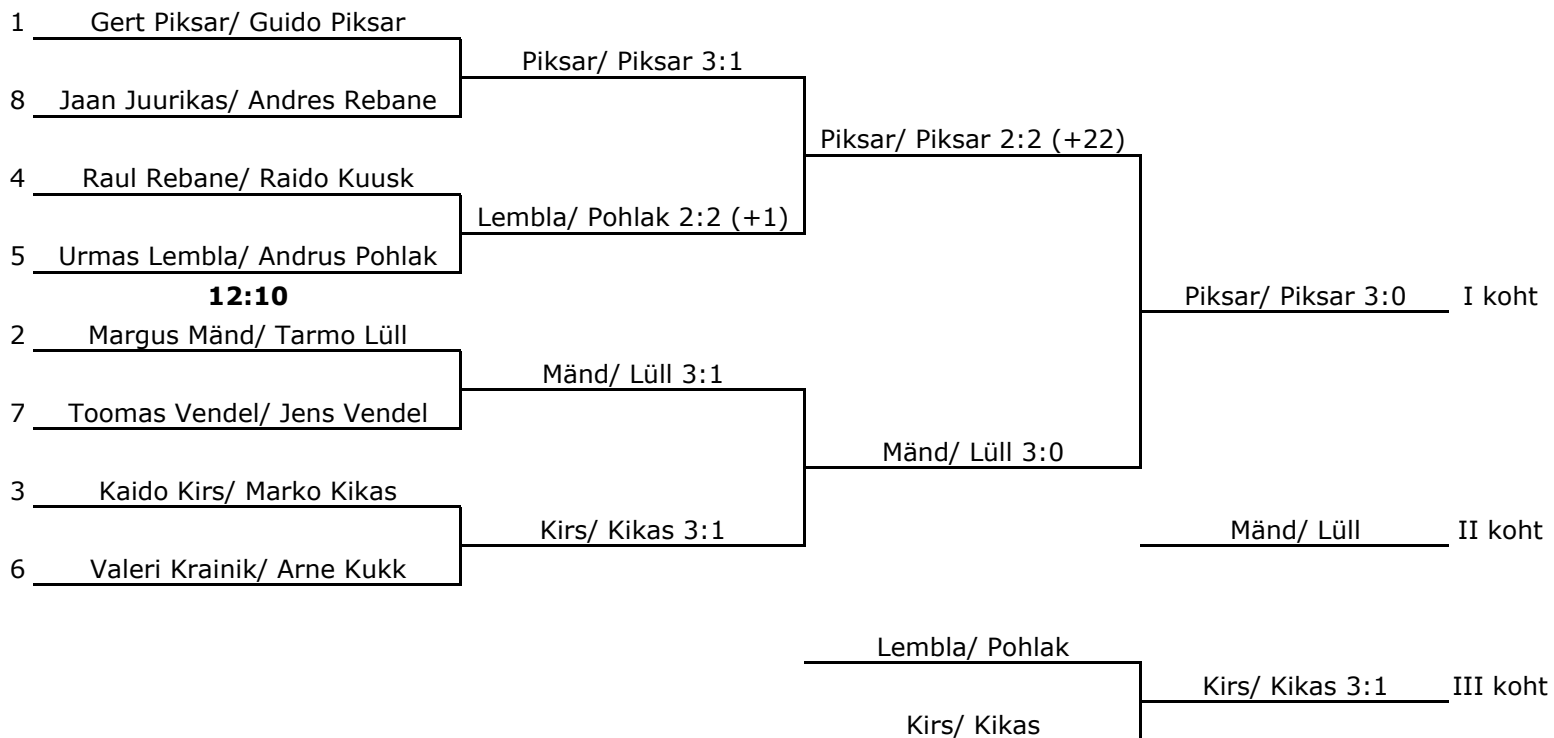 1 Gert Piksar/ Guido Piksar
Piksar/ Piksar 3:1
8 Jaan Juurikas/ Andres Rebane
Piksar/ Piksar 2:2 (+22)
4 Raul Rebane/ Raido Kuusk
Lembla/ Pohlak 2:2 (+1)
5 Urmas Lembla/ Andrus Pohlak
12:10
Piksar/ Piksar 3:0 I koht
2 Margus Mänd/ Tarmo Lüll
Mänd/ Lüll 3:1
7 Toomas Vendel/ Jens Vendel
Mänd/ Lüll 3:0
3 Kaido Kirs/ Marko Kikas
Kirs/ Kikas 3:1
Mänd/ Lüll II koht
6 Valeri Krainik/ Arne Kukk
Lembla/ Pohlak
Kirs/ Kikas 3:1 III koht
Kirs/ Kikas